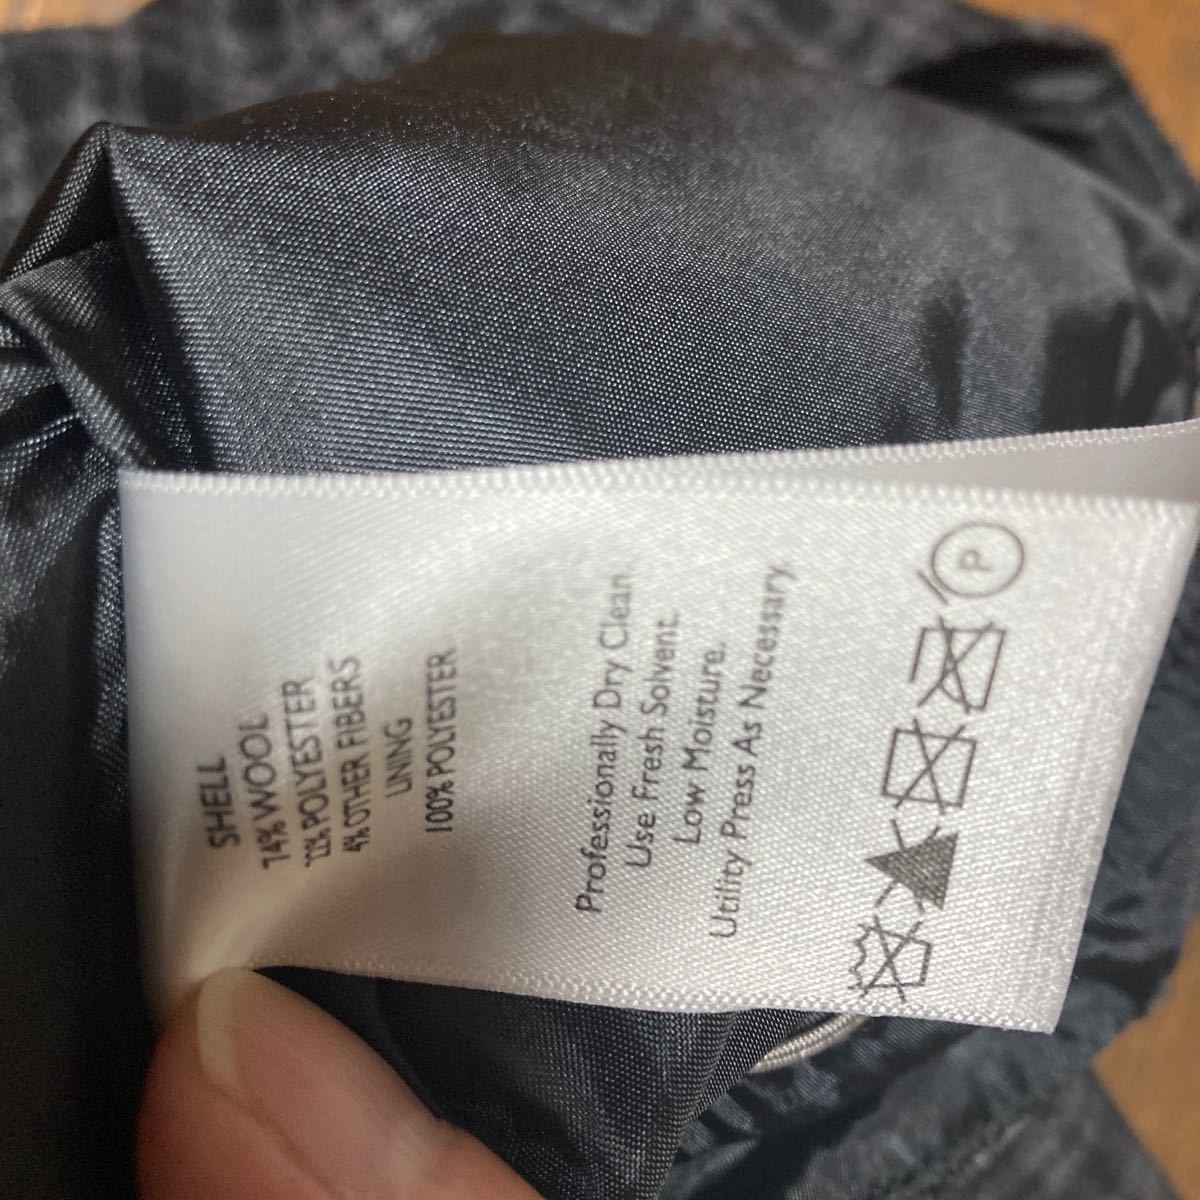 SHELL
74% WOOL
22% POLYESTER
4% OTHER FIBERS
LINING
100% POLYESTER
Professionally Dry Clean.
Use Fresh Solvent.
Low Moisture.
Utility Press As Necessary.
P